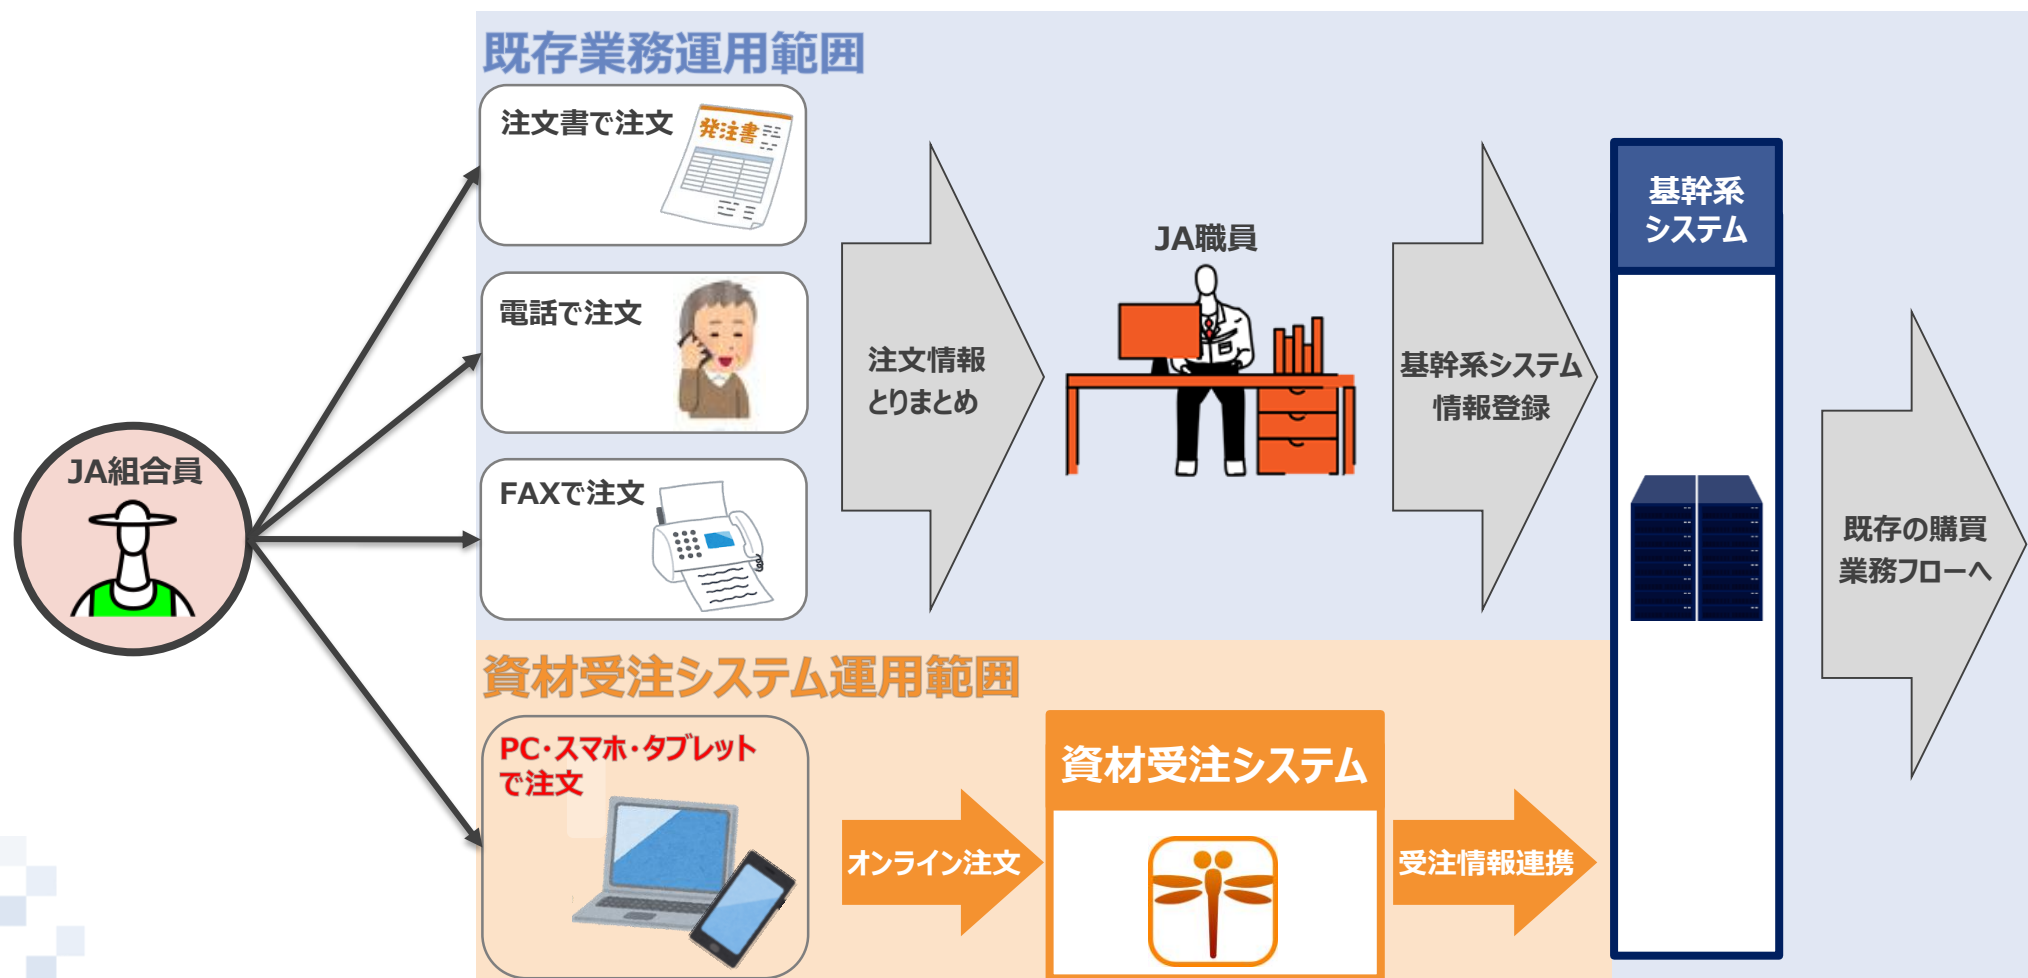 既存業務運用範囲
注文書で注文
発注書
電話で注文
FAXで注文
JA組合員
注文情報
とりまとめ
JA職員
基幹系システム
情報登録
基幹系
システム
既存の購買
業務フローへ
資材受注システム運用範囲
PC・スマホ・タブレット
で注文
オンライン注文
資材受注システム
受注情報連携